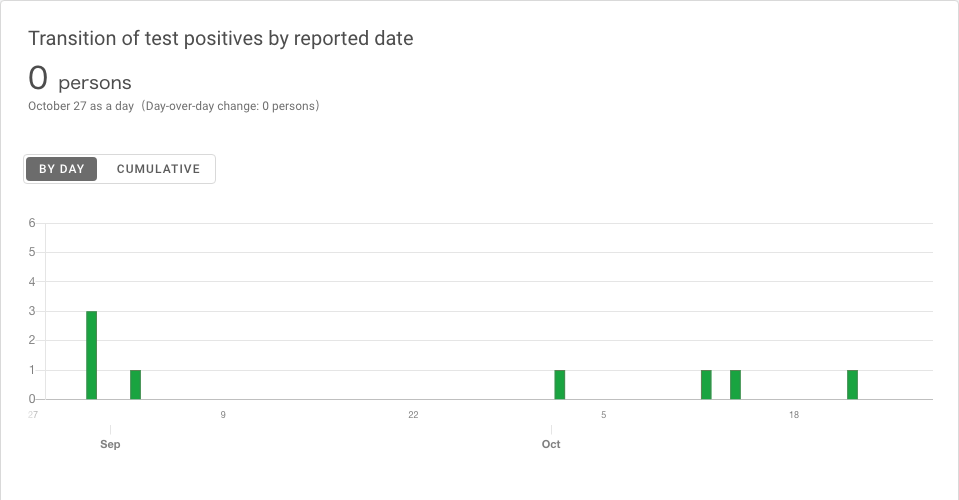 Transition of test positives by reported date
0 persons
October 27 as a day（Day-over-day change: 0 persons）
BY DAY CUMULATIVE
6
5
4
3
2
1
0
27 9 22 5 18
Sep Oct